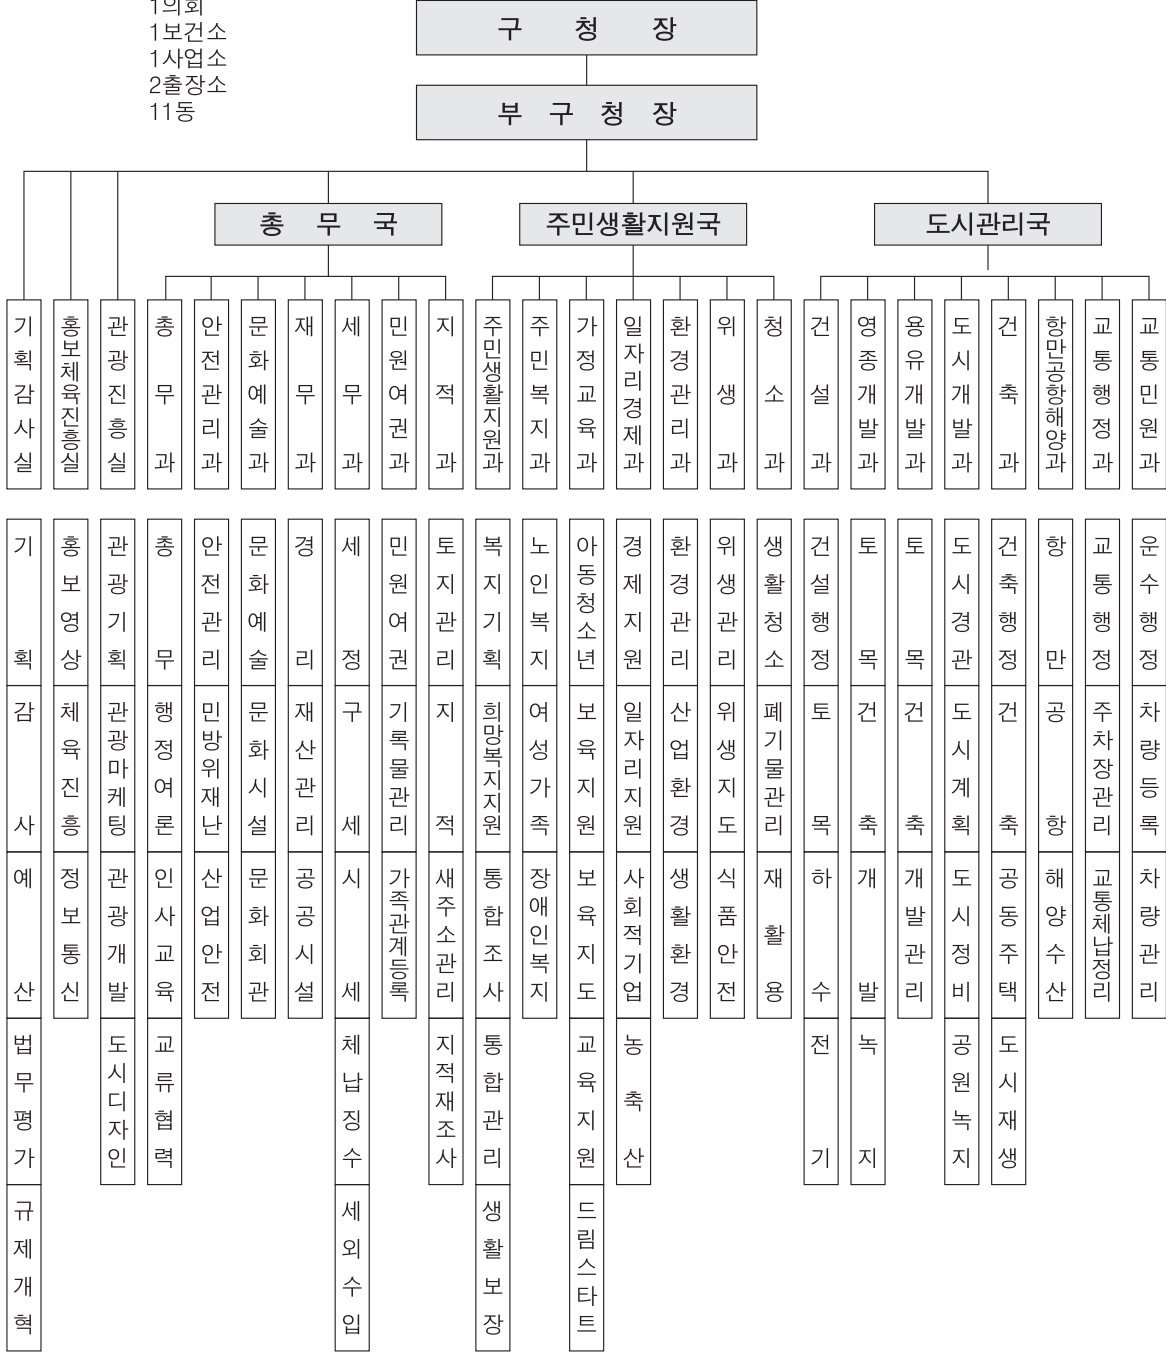 1의회
1보건소
1사업소
2출장소
11동
구 청 장
부 구 청 장
총 무 국
주민생활지원국
도시관리국
기획감사실
홍보체육진흥실
관광진흥실
총무과
안전관리과
문화예술과
재무과
세무과
민원여권과
지적과
주민생활지원과
주민복지과
가정교육과
일자리경제과
환경관리과
위생과
청소과
건설과
영종개발과
용유개발과
도시개발과
건축과
항만공항해양과
교통행정과
교통민원과
기획
홍보영상
관광기획
총무
안전관리
문화예술
경리
세정
민원여권
토지관리
복지기획
노인복지
아동청소년
경제지원
환경관리
위생관리
생활청소
건설행정
토목
토목
도시경관
건축행정
항만
교통행정
운수행정
감사
체육진흥
관광마케팅
행정여론
민방위재난
문화시설
재산관리
구세
기록물관리
지적
희망복지지원
여성가족
보육지원
일자리지원
산업환경
위생지도
폐기물관리
토목
건축
건축
도시계획
건축
공항
주차장관리
차량등록
예산
정보통신
관광개발
인사교육
산업안전
문화회관
공공시설
시세
가족관계등록
새주소관리
통합조사
장애인복지
보육지도
사회적기업
생활환경
식품안전
재활용
하수
개발
개발관리
도시정비
공동주택
해양수산
교통체납정리
차량관리
법무평가
도시디자인
교류협력
체납징수
지적재조사
통합관리
교육지원
농축산
전기
녹지
공원녹지
도시재생
규제개혁
세외수입
생활보장
드림스타트